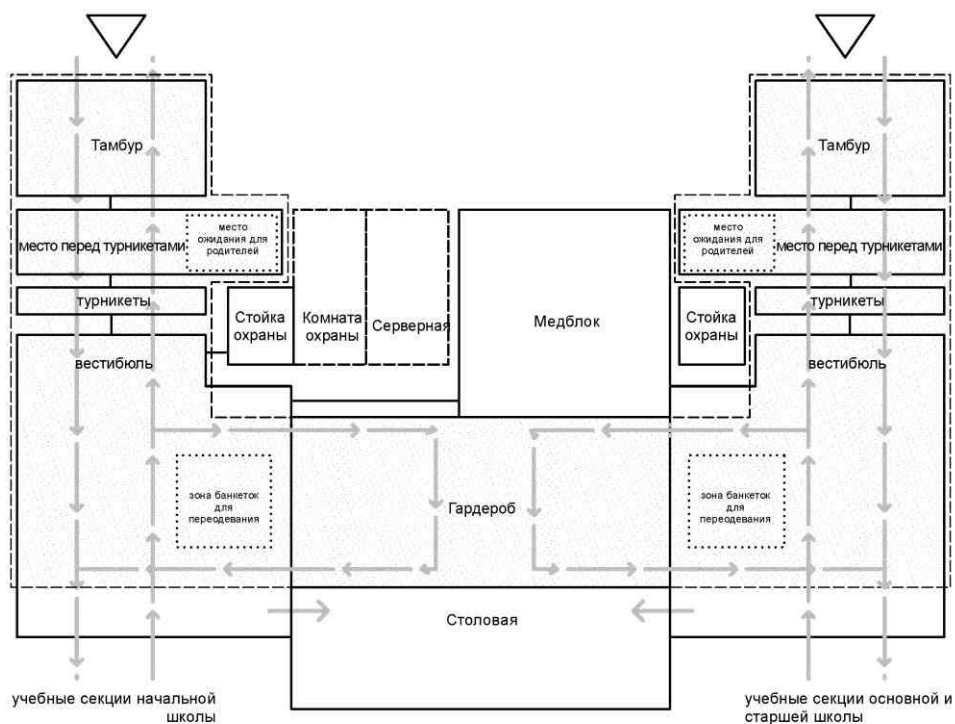 Тамбур
Тамбур
место перед турникетами
место
ожидания для
родителей
место
ожидания для
родителей
место перед турникетами
турникеты
турникеты
Стойка
охраны
Комната
охраны
Серверная
Медблок
Стойка
охраны
вестибюль
вестибюль
зона банкеток
для
переодевания
Гардероб
зона банкеток
для
переодевания
Столовая
учебные секции начальной
школы
учебные секции основной и
старшей школы